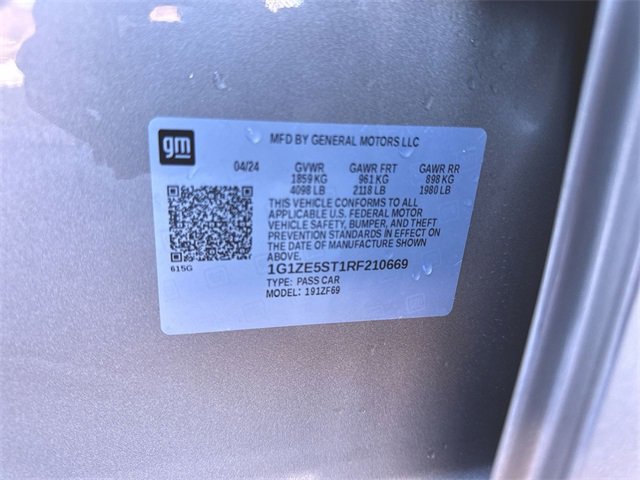 gm
MFD BY GENERAL MOTORS LLC
04/24 GVWR GAWR FRT GAWR RR
1859 KG 961 KG 898 KG
4098 LB 2118 LB 1980 LB
THIS VEHICLE CONFORMS TO ALL
APPLICABLE U.S. FEDERAL MOTOR
VEHICLE SAFETY, BUMPER, AND THEFT
PREVENTION STANDARDS IN EFFECT ON
THE DATE OF MANUFACTURE SHOWN
ABOVE.
615G
1G1ZE5ST1RF210669
TYPE: PASS CAR
MODEL: 191ZF69